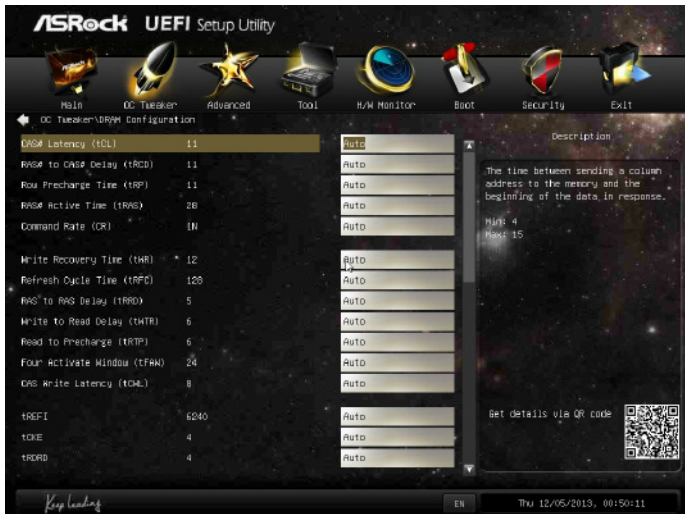 ASRock UEFI Setup Utility
Main OC Tweaker Advanced Tool H/W Monitor Boot Security Exit
OC Tweaker\DRAM Configuration
CAS# Latency (tCL) 11 Auto
RAS# to CAS# Delay (tRCD) 11 Auto
Row Precharge Time (tRP) 11 Auto
RAS# Active Time (tRAS) 28 Auto
Command Rate (CR) 1N Auto
Write Recovery Time (tWR) 12 Auto
Refresh Cycle Time (tRFC) 128 Auto
RAS to RAS Delay (tRRD) 5 Auto
Write to Read Delay (tWTR) 6 Auto
Read to Precharge (tRTP) 6 Auto
Four Activate Window (tFAW) 24 Auto
CAS Write Latency (tCWL) 8 Auto
tREFI 6240 Auto
tCKE 4 Auto
tRDRD 4 Auto
Description
The time between sending a column
address to the memory and the
beginning of the data in response.
Min: 4
Max: 15
Get details via QR code
Keep Leading
EN
Thu 12/05/2013, 00:50:11